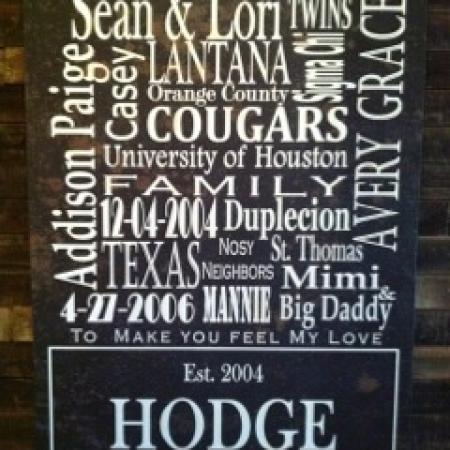 Sean & Lori
TWINS
Addison Paige
Casey
LANTANA
Sigma Chi
AVERY GRACE
Orange County
COUGARS
University of Houston
FAMILY
12-04-2004
Duplecion
TEXAS
NOSY
NEIGHBORS
St. Thomas
Mimi
&
4-27-2006
MANNIE
Big Daddy
TO MAKE YOU FEEL MY LOVE
Est. 2004
HODGE